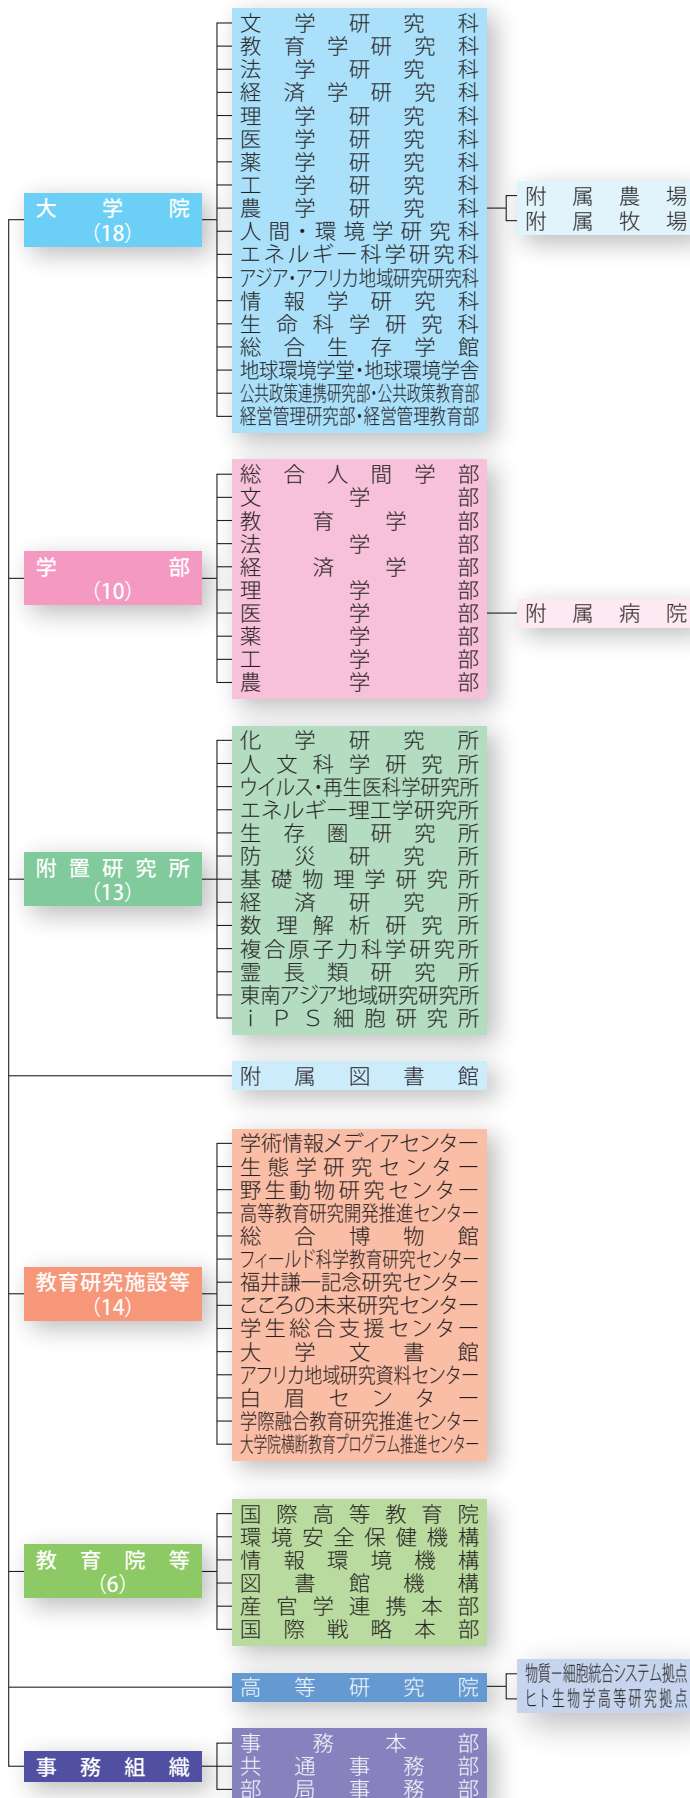 大学院
(18)
文学研究科
教育学研究科
法学研究科
経済学研究科
理学研究科
医学研究科
薬学研究科
工学研究科
農学研究科
人間・環境学研究科
エネルギー科学研究科
アジア・アフリカ地域研究研究科
情報学研究科
生命科学研究科
総合生存学館
地球環境学堂・地球環境学舎
公共政策連携研究部・公共政策教育部
経営管理研究部・経営管理教育部
附属農場
附属牧場
学部
(10)
総合人間学部
文学部
教育学部
法学部
経済学部
理学部
医学部
薬学部
工学部
農学部
附属病院
附置研究所
(13)
化学研究所
人文科学研究所
ウイルス・再生医科学研究所
エネルギー理工学研究所
生存圏研究所
防災研究所
基礎物理学研究所
経済研究所
数理解析研究所
複合原子力科学研究所
霊長類研究所
東南アジア地域研究研究所
iPS細胞研究所
附属図書館
教育研究施設等
(14)
学術情報メディアセンター
生態学研究センター
野生動物研究センター
高等教育研究開発推進センター
総合博物館
フィールド科学教育研究センター
福井謙一記念研究センター
こころの未来研究センター
学生総合支援センター
大学文書館
アフリカ地域研究資料センター
白眉センター
学際融合教育研究推進センター
大学院横断教育プログラム推進センター
教育院等
(6)
国際高等教育院
環境安全保健機構
情報環境機構
図書館機構
産官学連携本部
国際戦略本部
高等研究院
物質－細胞統合システム拠点
ヒト生物学高等研究拠点
事務組織
事務本部
共通事務部
部局事務部